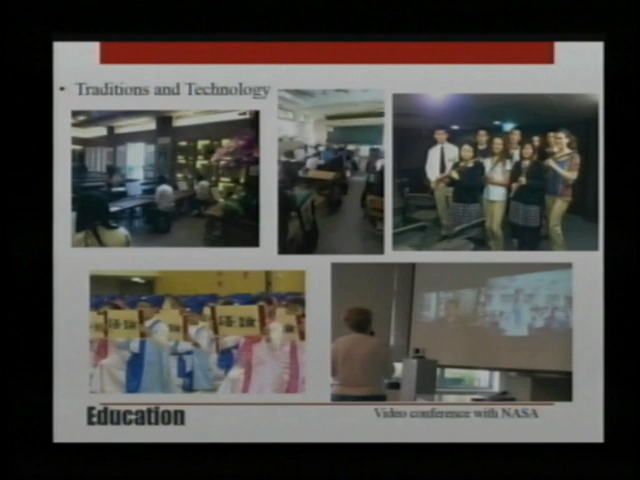 • Traditions and Technology
Education
Video conference with NASA